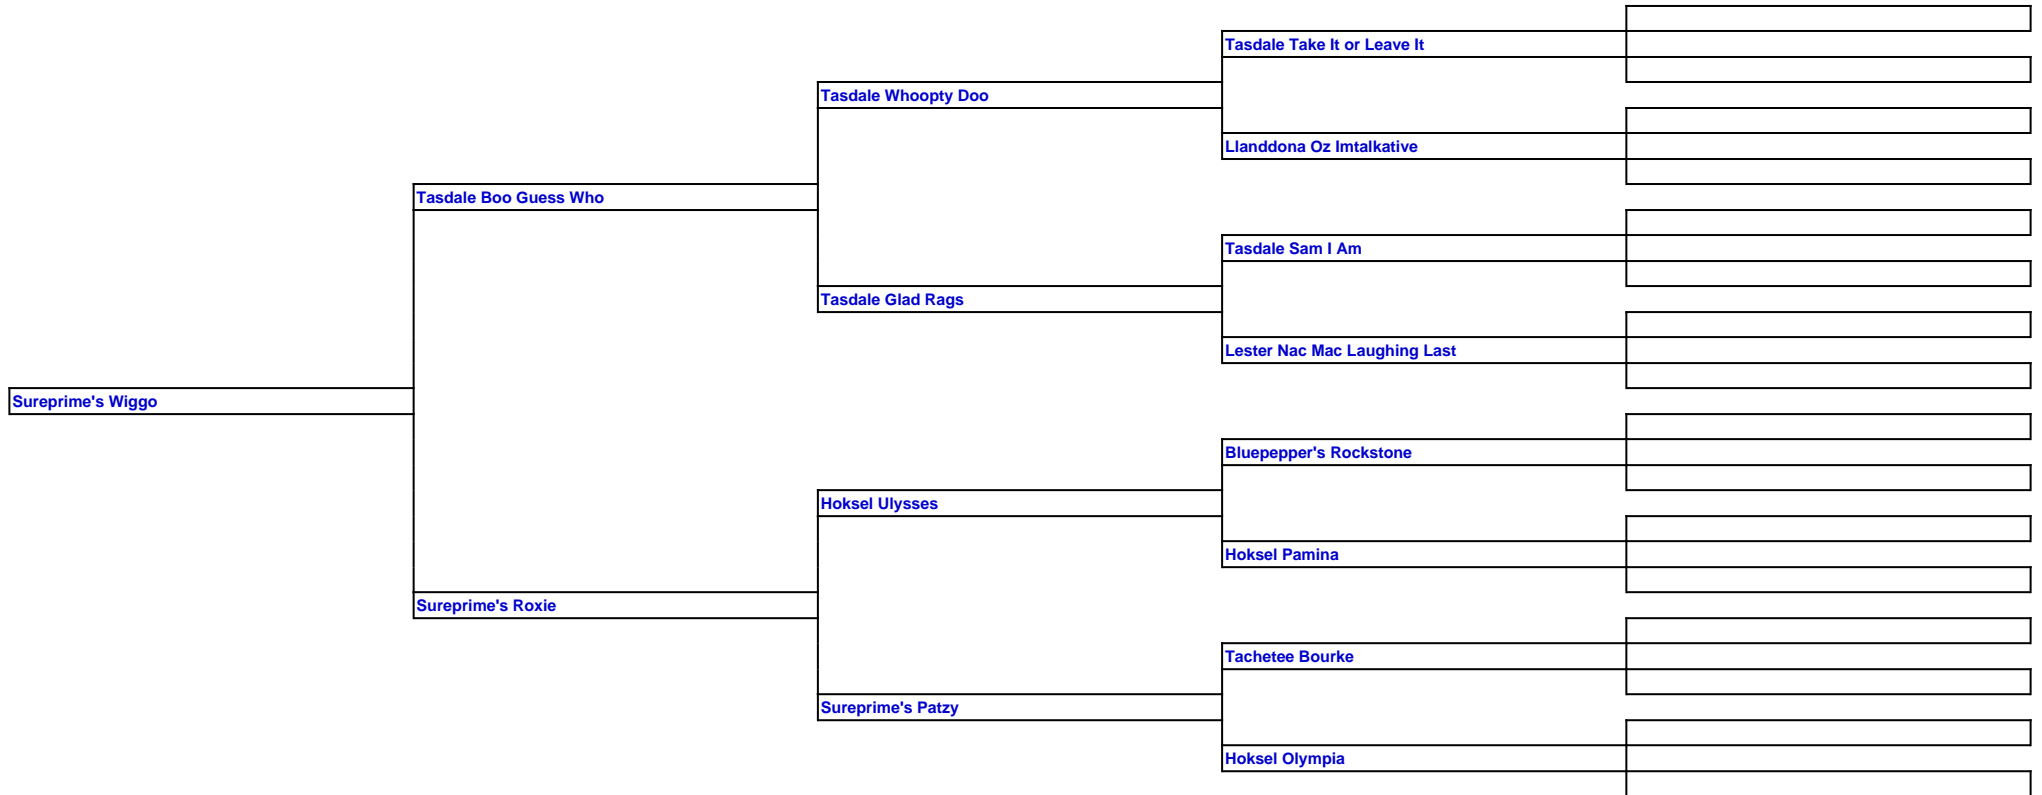 Tasdale Take It or Leave It
Tasdale Whoopty Doo
Llanddona Oz Imtalkative
Tasdale Boo Guess Who
Tasdale Sam I Am
Tasdale Glad Rags
Lester Nac Mac Laughing Last
Sureprime's Wiggo
Bluepepper's Rockstone
Hoksel Ulysses
Hoksel Pamina
Sureprime's Roxie
Tachetee Bourke
Sureprime's Patzy
Hoksel Olympia